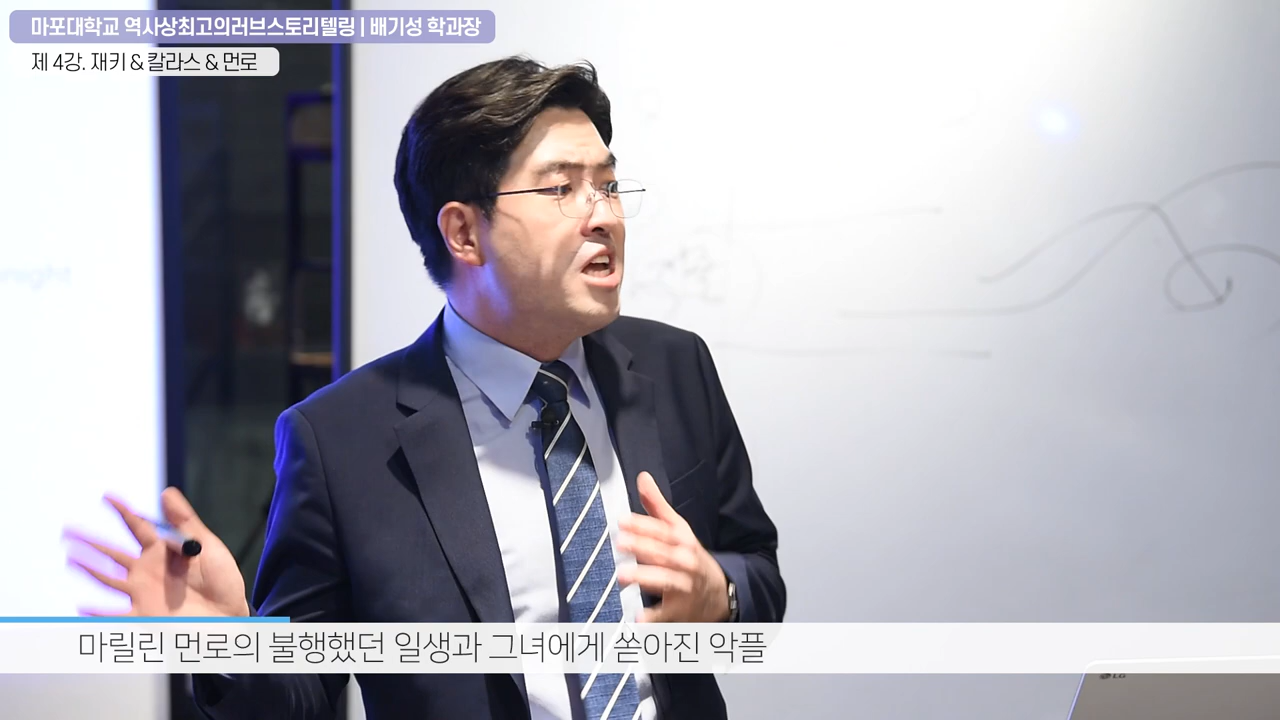 마포대학교 역사상최고의러브스토리텔링 | 배기성 학과장
제 4강. 재키 & 칼라스 & 먼로
night
마릴린 먼로의 불행했던 일생과 그녀에게 쏟아진 악플
LG